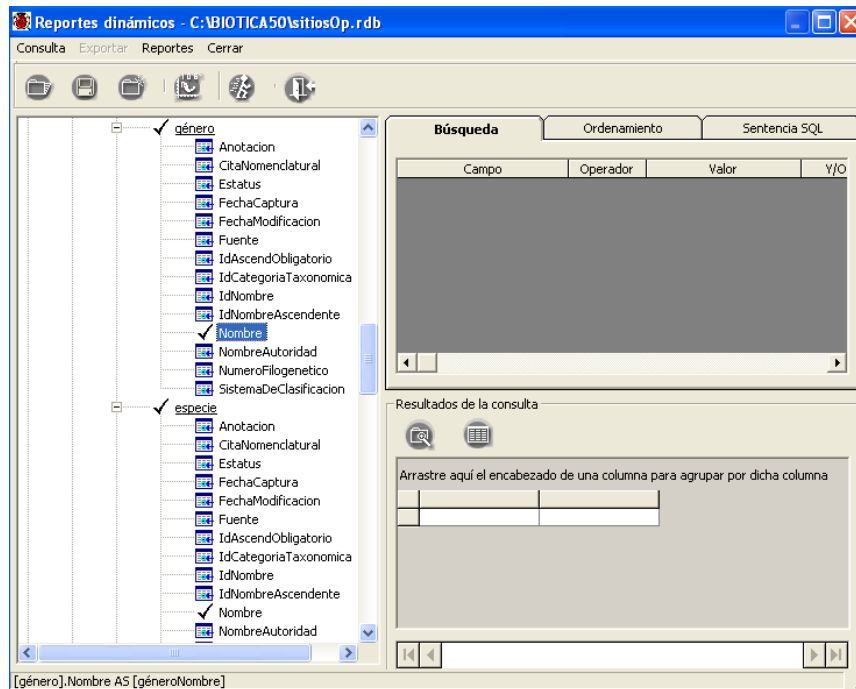 Reportes dinámicos - C:\BIOTICA50\sitiosOp.rdb
Consulta Exportar Reportes Cerrar
género
Anotacion
CitaNomenclatural
Estatus
FechaCaptura
FechaModificacion
Fuente
IdAscendObligatorio
IdCategoriaTaxonomica
IdNombre
IdNombreAscendente
Nombre
NombreAutoridad
NumeroFilogenetico
SistemaDeClasificacion
especie
Anotacion
CitaNomenclatural
Estatus
FechaCaptura
FechaModificacion
Fuente
IdAscendObligatorio
IdCategoriaTaxonomica
IdNombre
IdNombreAscendente
Nombre
NombreAutoridad
Búsqueda Ordenamiento Sentencia SQL
Campo Operador Valor Y/O
Resultados de la consulta
Arrastre aquí el encabezado de una columna para agrupar por dicha columna
[género].Nombre AS [géneroNombre]